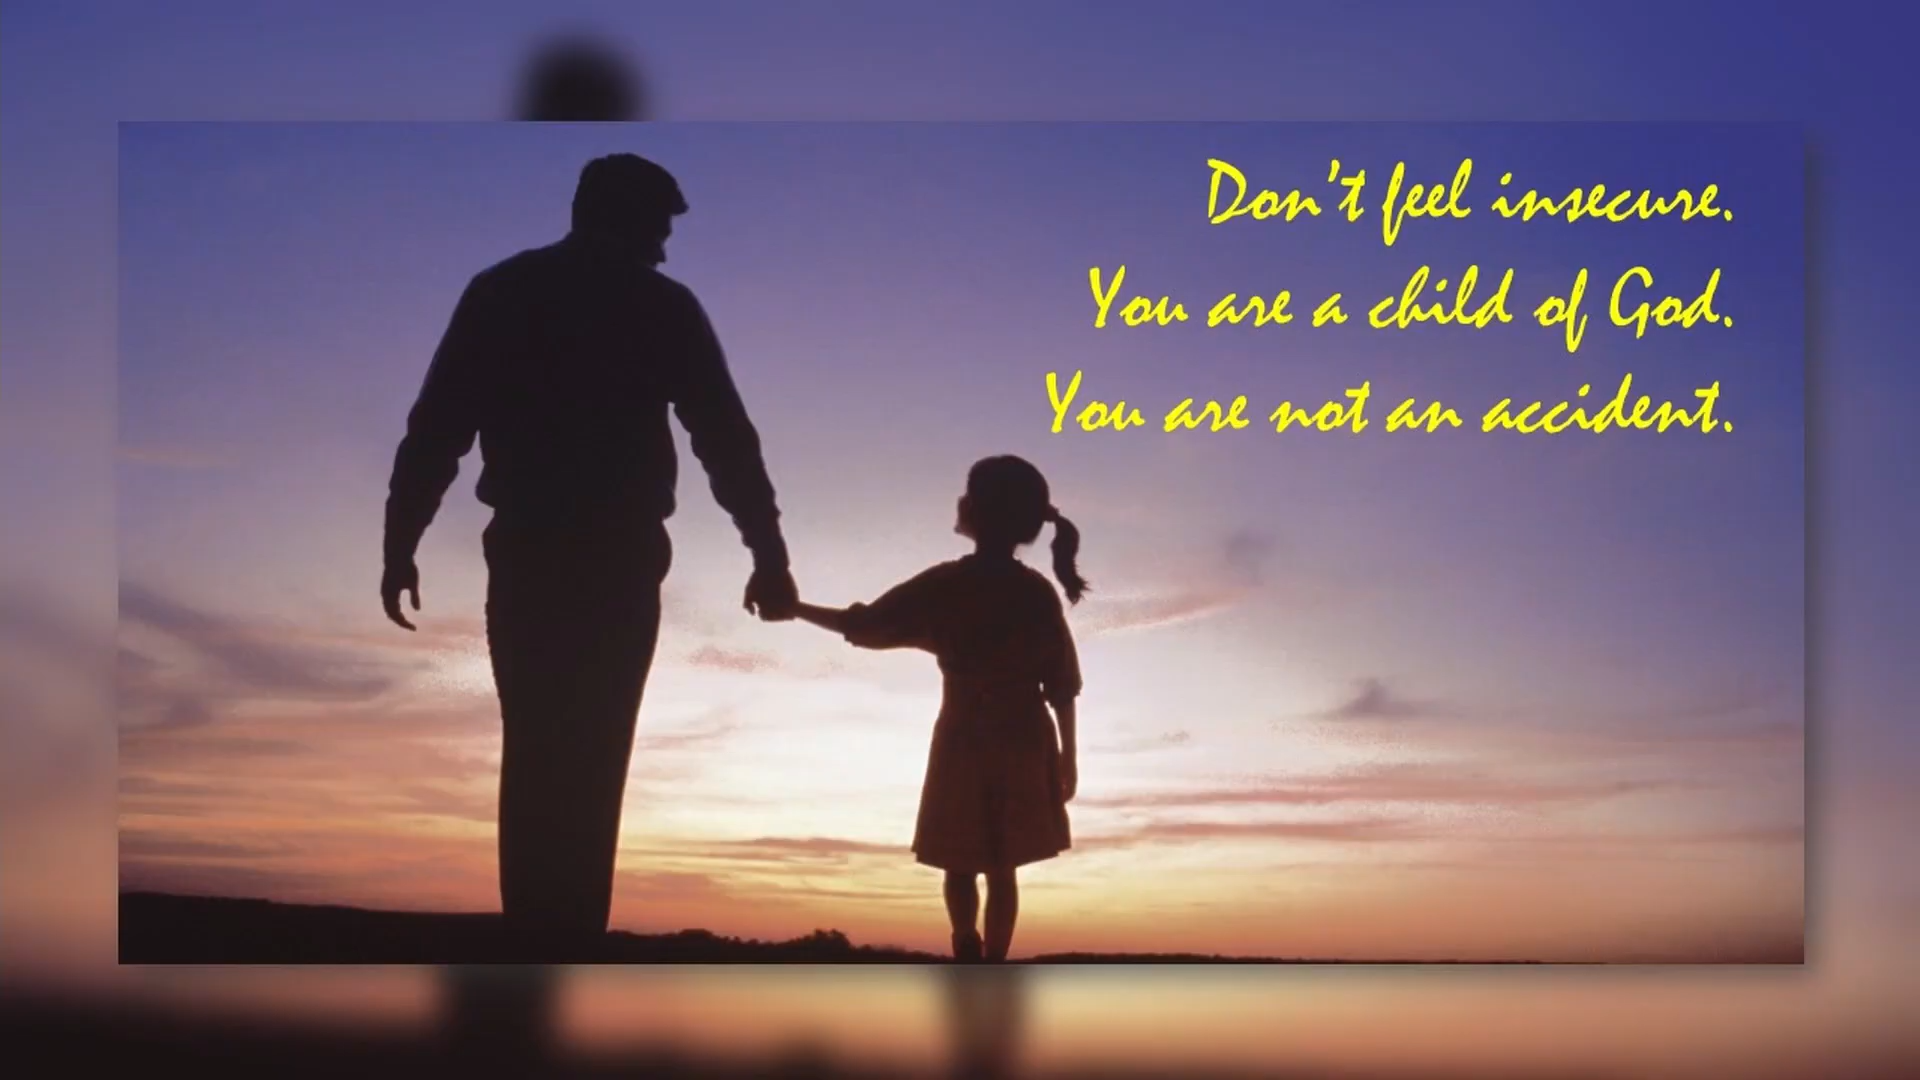 Don't feel insecure.
You are a child of God.
You are not an accident.